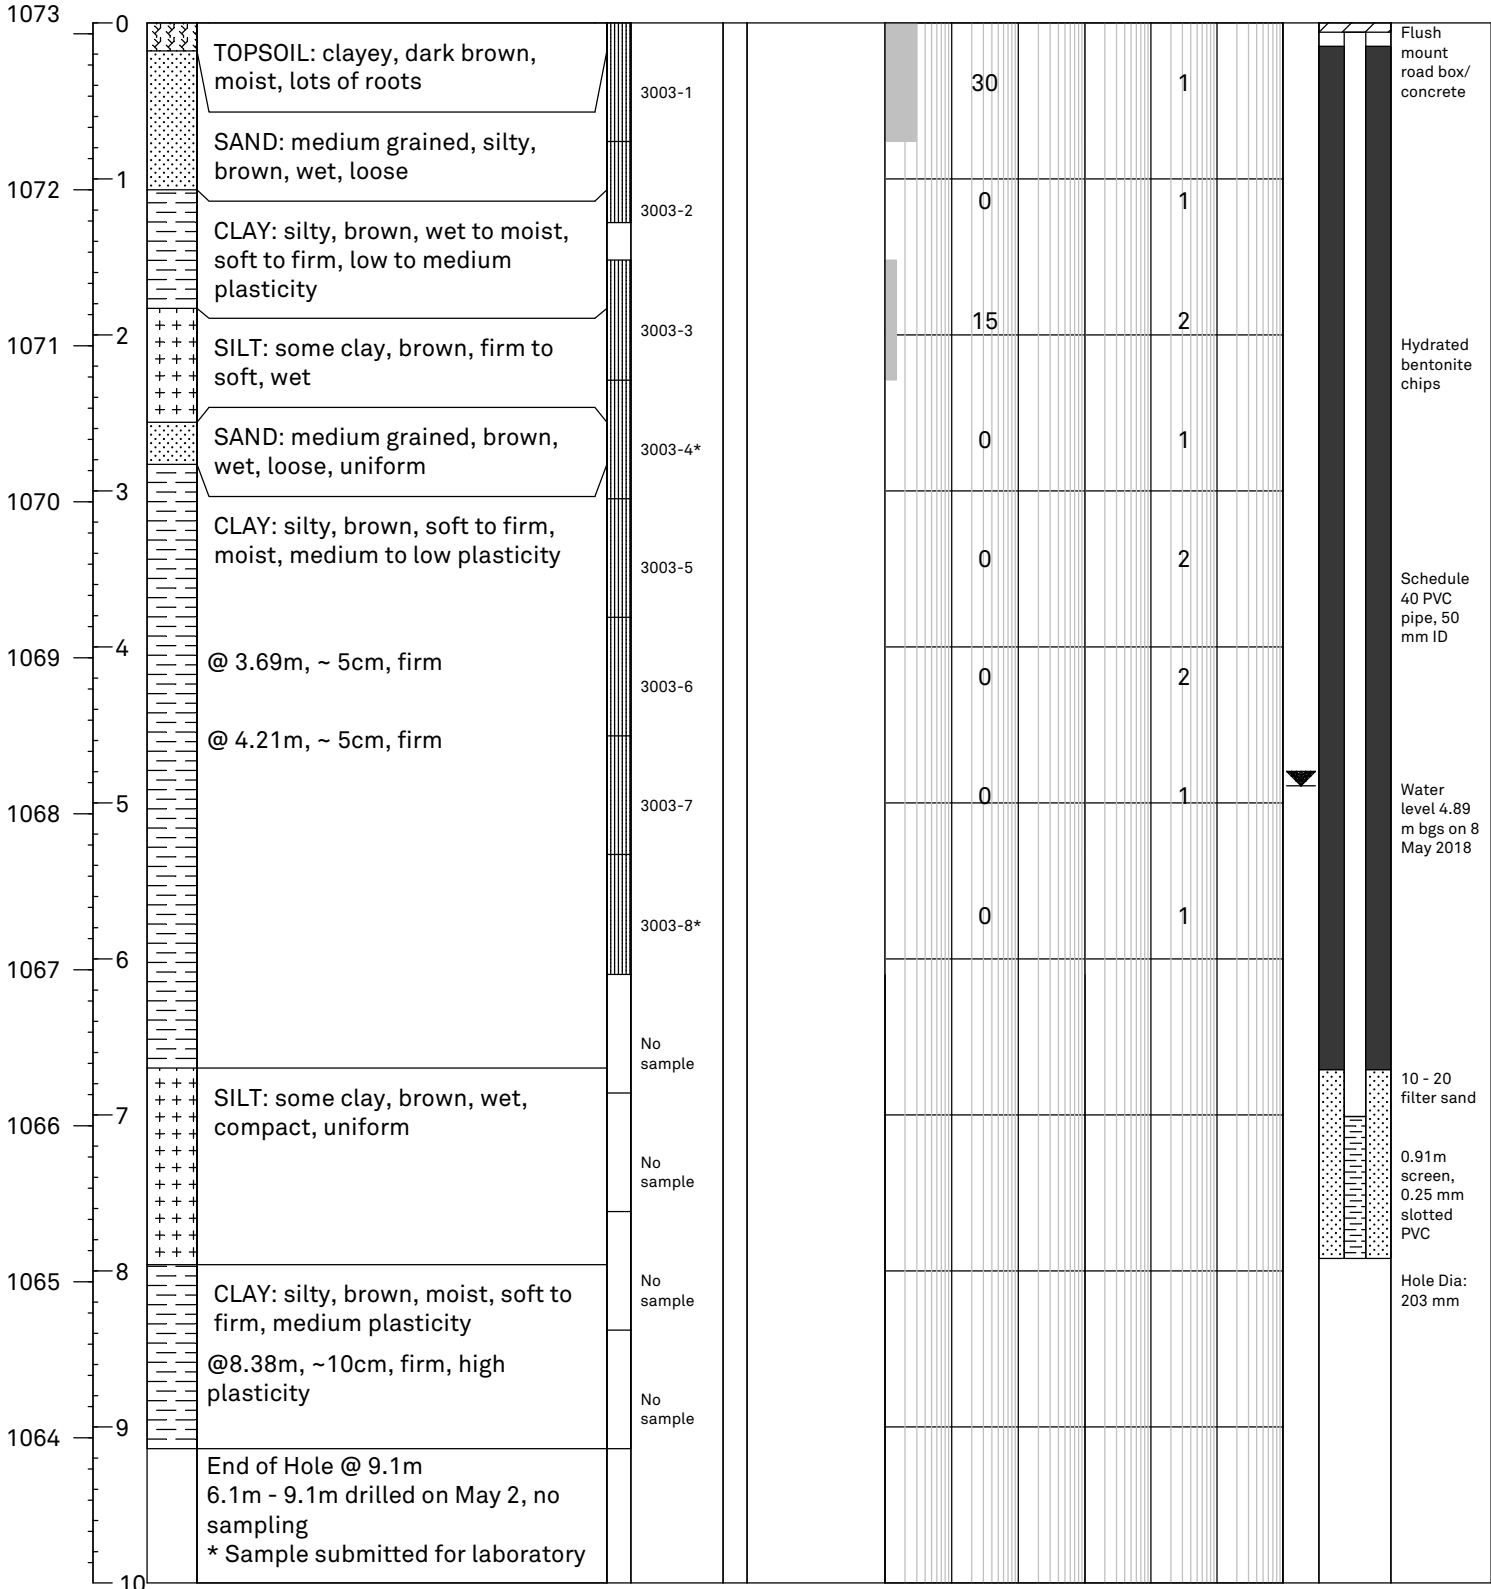 1073
1072
1071
1070
1069
1068
1067
1066
1065
1064
0
1
2
3
4
5
6
7
8
9
10
TOPSOIL: clayey, dark brown,
moist, lots of roots
SAND: medium grained, silty,
brown, wet, loose
CLAY: silty, brown, wet to moist,
soft to firm, low to medium
plasticity
SILT: some clay, brown, firm to
soft, wet
SAND: medium grained, brown,
wet, loose, uniform
CLAY: silty, brown, soft to firm,
moist, medium to low plasticity
@ 3.69m, ~ 5cm, firm
@ 4.21m, ~ 5cm, firm
SILT: some clay, brown, wet,
compact, uniform
CLAY: silty, brown, moist, soft to
firm, medium plasticity
@8.38m, ~10cm, firm, high
plasticity
End of Hole @ 9.1m
6.1m - 9.1m drilled on May 2, no
sampling
* Sample submitted for laboratory
3003-1
3003-2
3003-3
3003-4*
3003-5
3003-6
3003-7
3003-8*
No
sample
No
sample
No
sample
No
sample
30 1
0 1
15 2
0 1
0 2
0 2
0 1
0 1
Flush
mount
road box/
concrete
Hydrated
bentonite
chips
Schedule
40 PVC
pipe, 50
mm ID
Water
level 4.89
m bgs on 8
May 2018
10 - 20
filter sand
0.91m
screen,
0.25 mm
slotted
PVC
Hole Dia:
203 mm